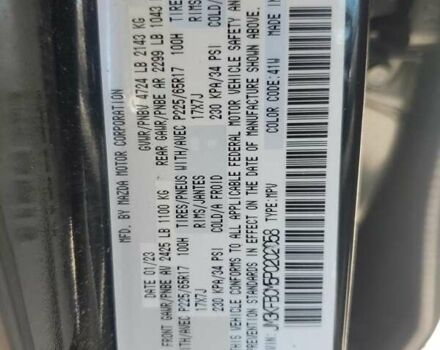 MFD. BY MAZDA MOTOR CORPORATION
DATE: 01/23 GVWR/PNBV 4724 LB 2143 KG
FRONT GAWR/PNBE AV 2425 LB 1100 KG REAR GAWR/PNBE AR 2299 LB 1043
P225/65R17 100H TIRES/PNEUS WITH/AVEC P225/65R17 100H TIRES
17X7J RIMS/JANTES 17X7J RIMS
230 KPA/34 PSI COLD/A FROID 230 KPA/34 PSI COLD/
VEHICLE CONFORMS TO ALL APPLICABLE FEDERAL MOTOR VEHICLE SAFETY AN
STANDARDS IN EFFECT ON THE DATE OF MANUFACTURE SHOWN ABOVE.
TYPE: MPV COLOR CODE: 41W